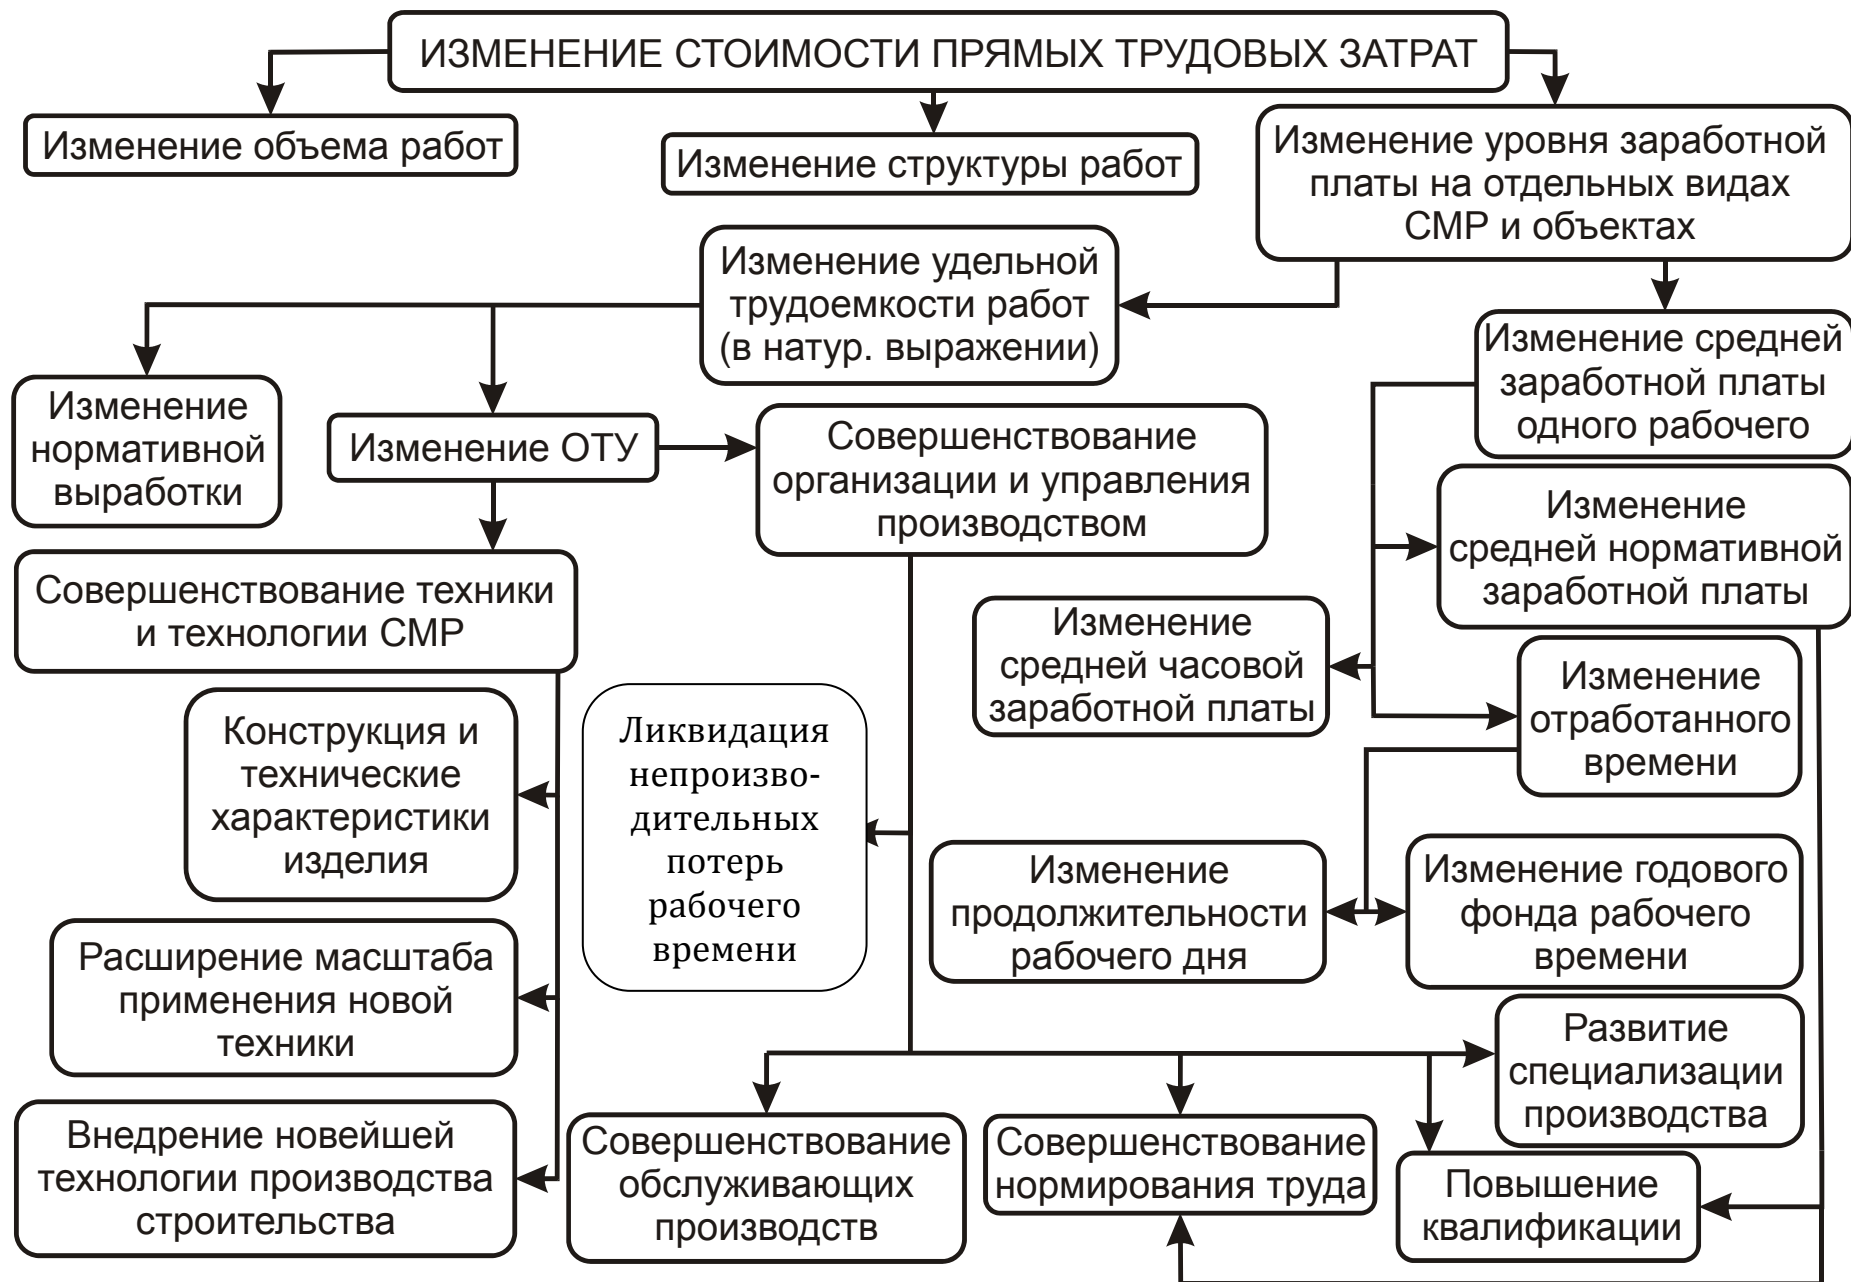 ИЗМЕНЕНИЕ СТОИМОСТИ ПРЯМЫХ ТРУДОВЫХ ЗАТРАТ
Изменение объема работ
Изменение структуры работ
Изменение уровня заработной
платы на отдельных видах
СМР и объектах
Изменение удельной
трудоемкости работ
(в натур. выражении)
Изменение средней
заработной платы
одного рабочего
Изменение
нормативной
выработки
Изменение ОТУ
Совершенствование
организации и управления
производством
Изменение
средней нормативной
заработной платы
Совершенствование техники
и технологии СМР
Изменение
средней часовой
заработной платы
Изменение
отработанного
времени
Конструкция и
технические
характеристики
изделия
Ликвидация
непроизво-
дительных
потерь
рабочего
времени
Изменение
продолжительности
рабочего дня
Изменение годового
фонда рабочего
времени
Расширение масштаба
применения новой
техники
Развитие
специализации
производства
Внедрение новейшей
технологии производства
строительства
Совершенствование
обслуживающих
производств
Совершенствование
нормирования труда
Повышение
квалификации